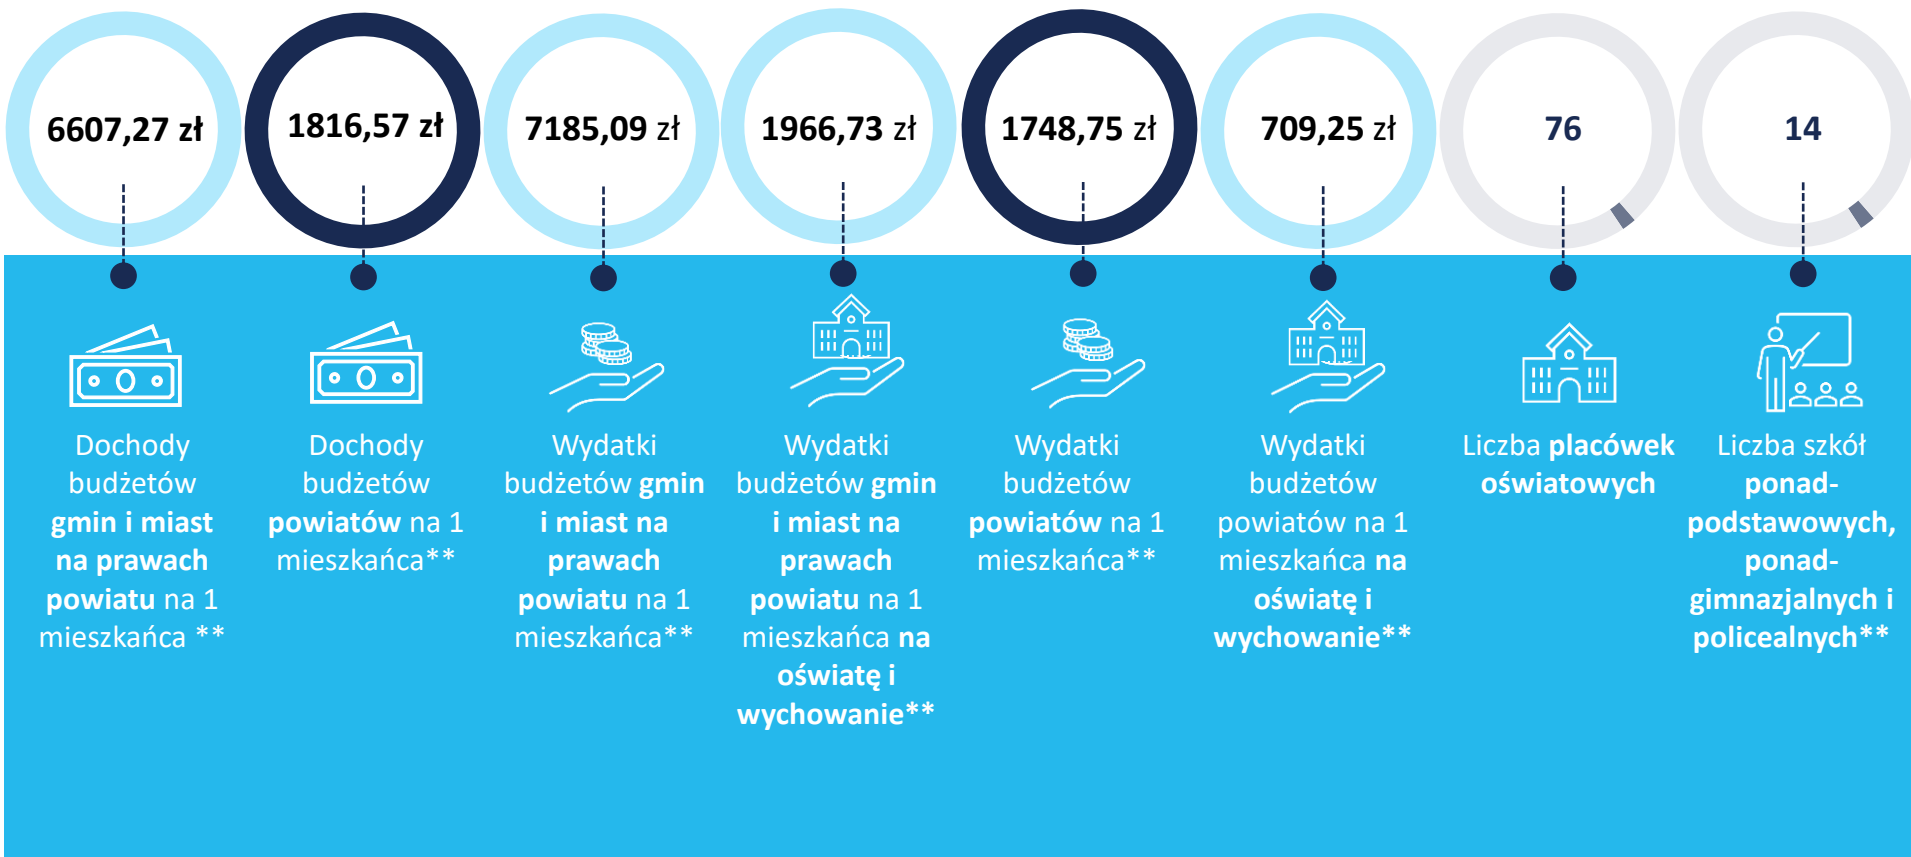 6607,27 zł
1816,57 zł
7185,09 zł
1966,73 zł
1748,75 zł
709,25 zł
76
14
Dochody
budżetów
gmin i miast
na prawach
powiatu na 1
mieszkańca **
Dochody
budżetów
powiatów na 1
mieszkańca**
Wydatki
budżetów gmin
i miast na
prawach
powiatu na 1
mieszkańca**
Wydatki
budżetów gmin
i miast na
prawach
powiatu na 1
mieszkańca na
oświatę i
wychowanie**
Wydatki
budżetów
powiatów na 1
mieszkańca**
Wydatki
budżetów
powiatów na 1
mieszkańca na
oświatę i
wychowanie**
Liczba placówek
oświatowych
Liczba szkół
ponad-
podstawowych,
ponad-
gimnazjalnych i
policealnych**